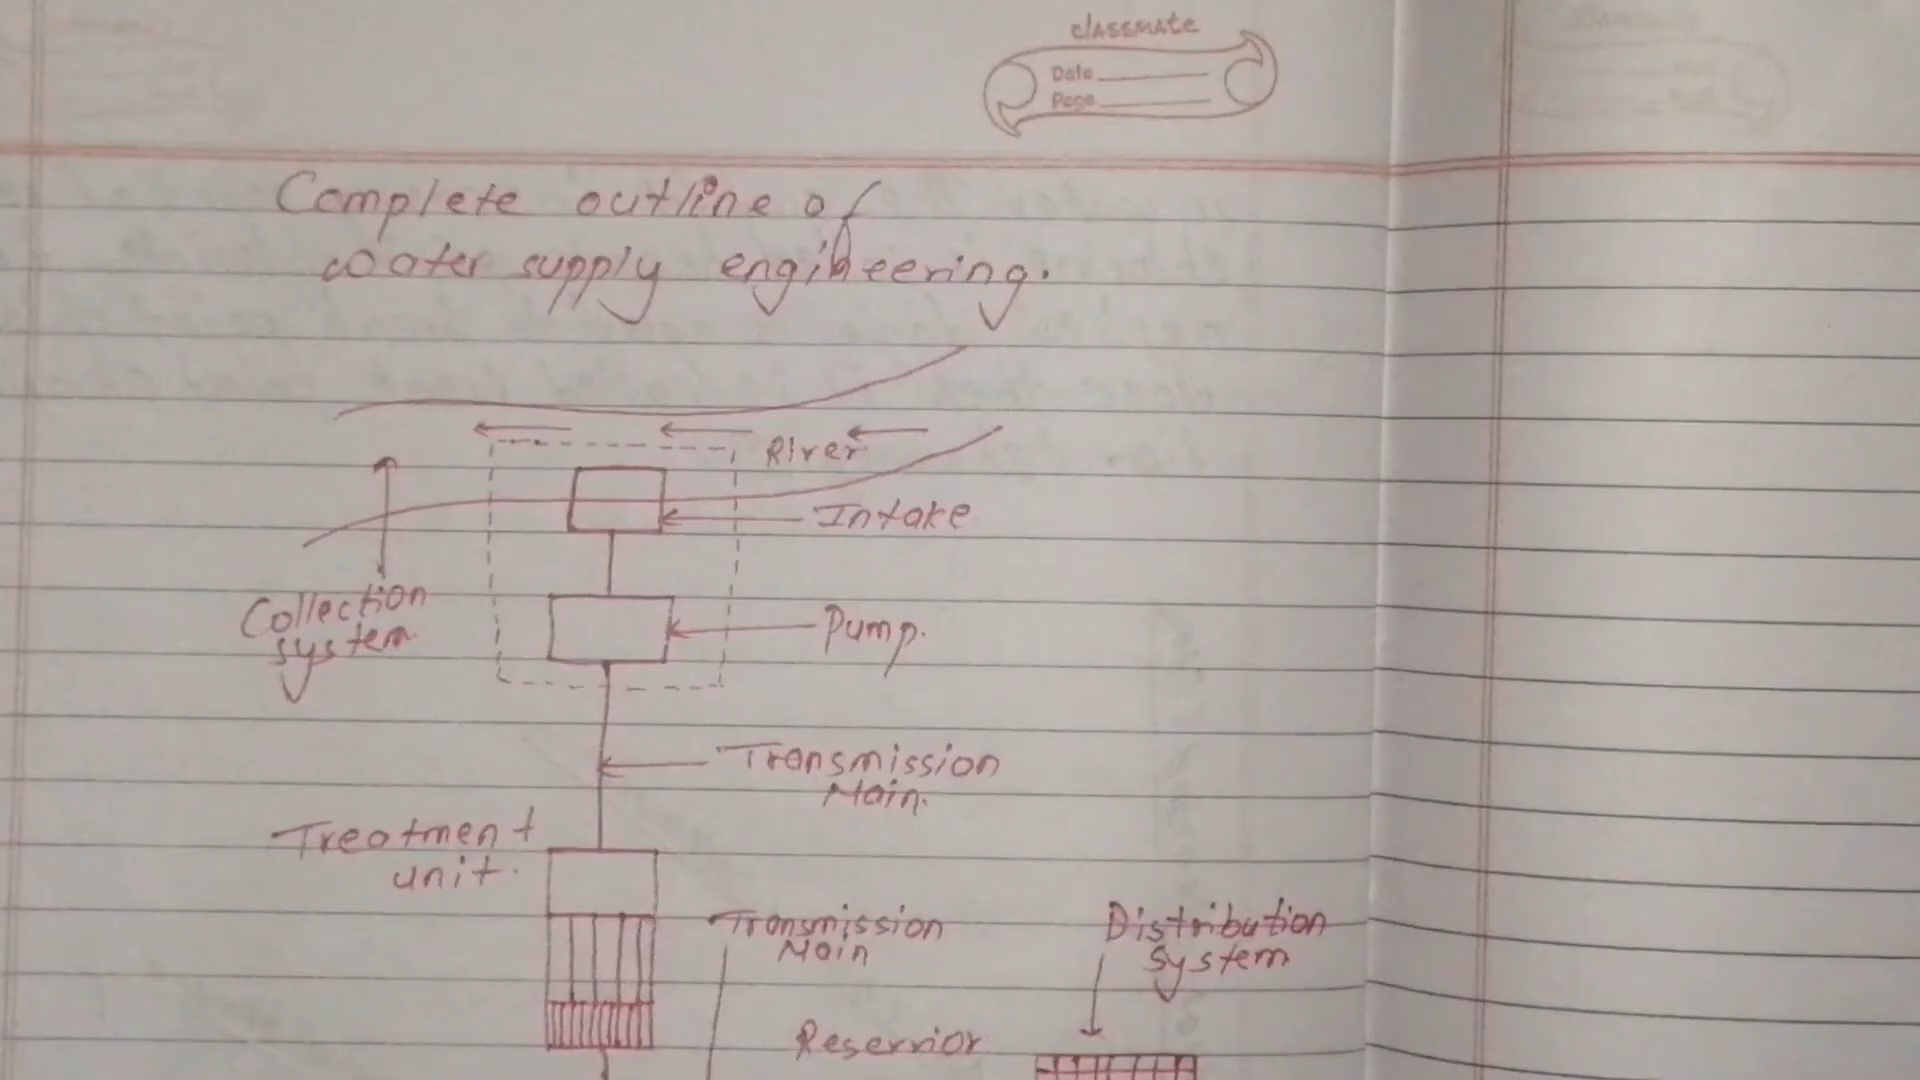 classmate
Date
Page
Complete outline of
water supply engineering.
River
Intake
Collection
system
Pump.
Transmission
Main.
Treatment
unit.
Transmission
Main
Distribution
system
Reservrior